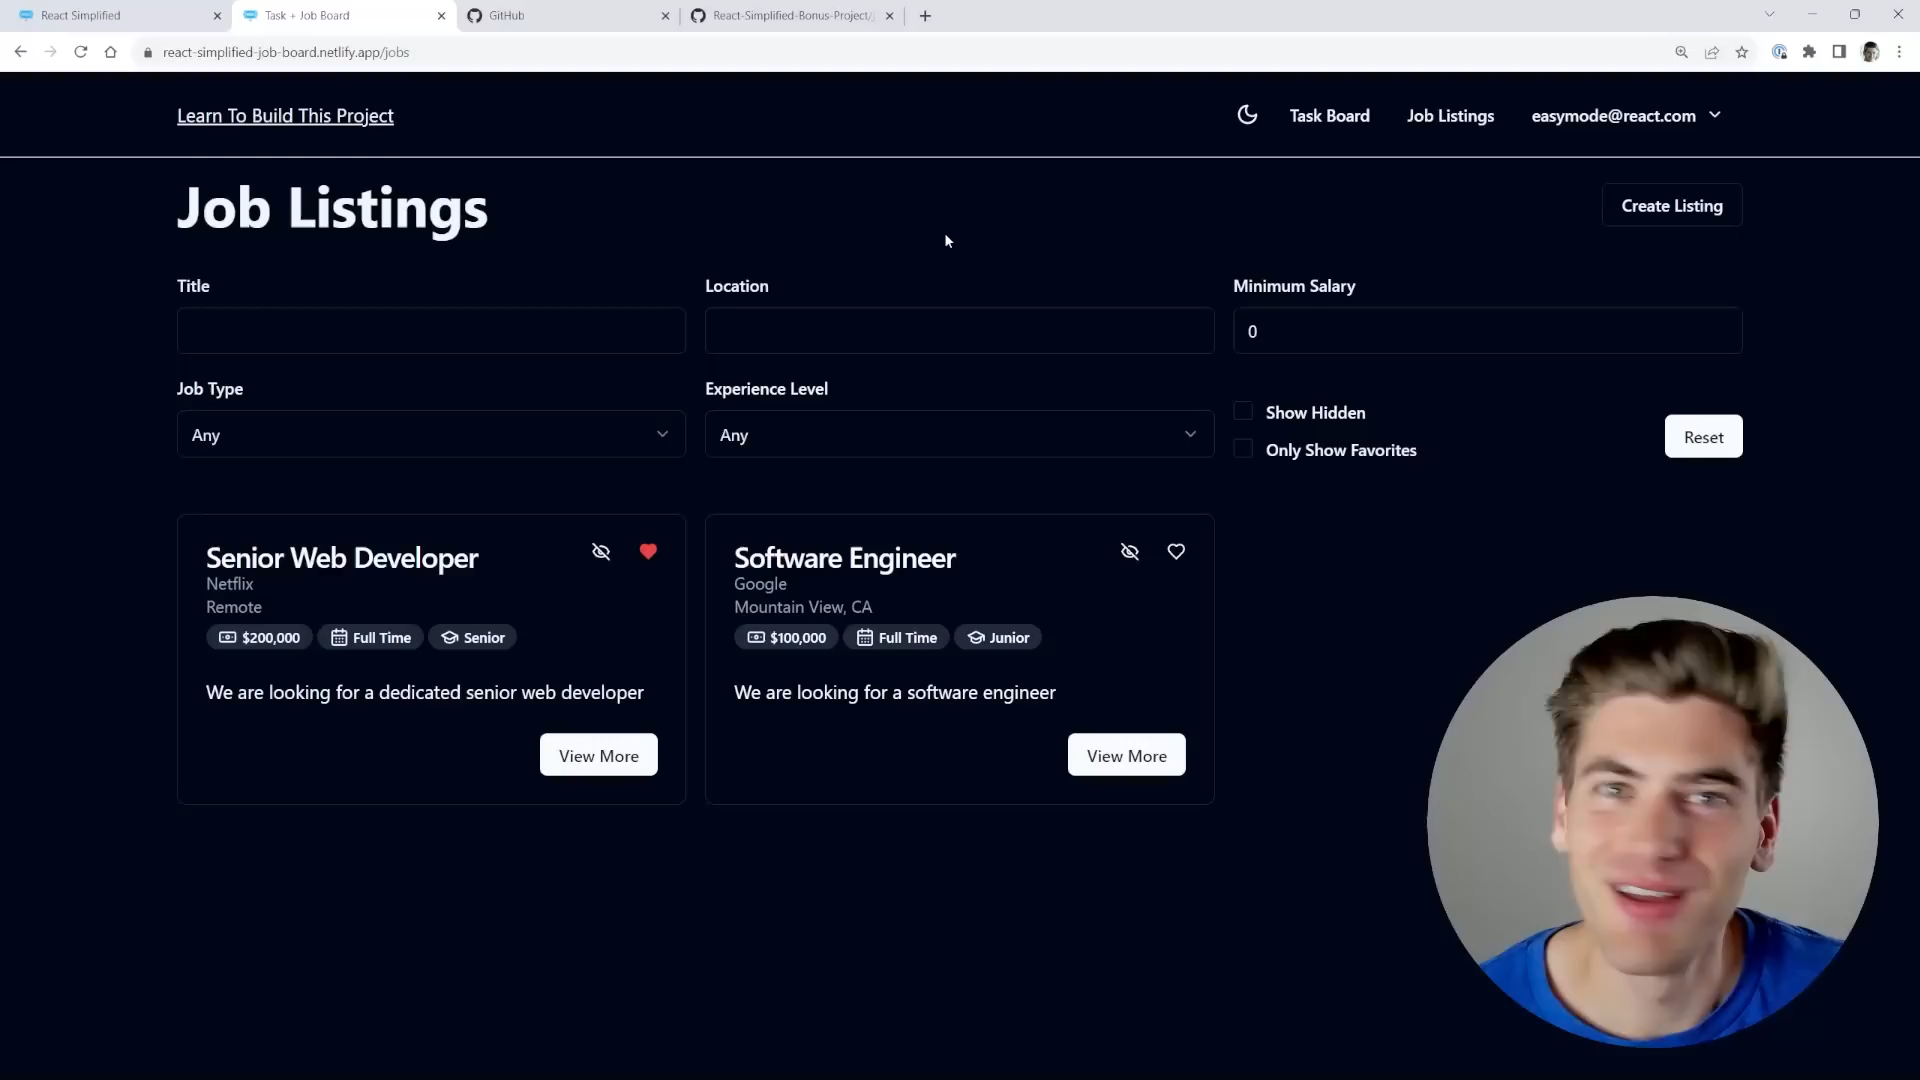 React Simplified
Task + Job Board
GitHub
React-Simplified-Bonus-Project/
react-simplified-job-board.netlify.app/jobs
Learn To Build This Project
Task Board
Job Listings
easymode@react.com
Job Listings
Create Listing
Title
Location
Minimum Salary
0
Job Type
Experience Level
Any
Any
Show Hidden
Only Show Favorites
Reset
Senior Web Developer
Netflix
Remote
$200,000
Full Time
Senior
We are looking for a dedicated senior web developer
View More
Software Engineer
Google
Mountain View, CA
$100,000
Full Time
Junior
We are looking for a software engineer
View More